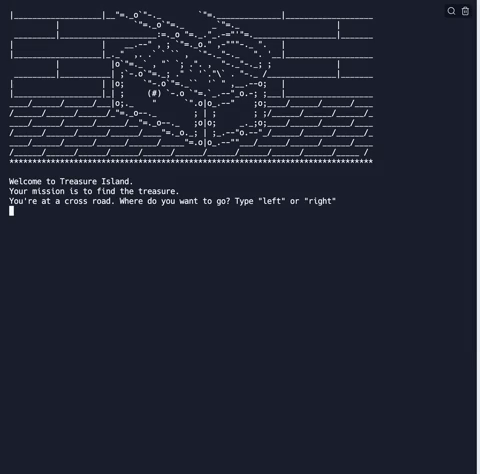 Welcome to Treasure Island.
Your mission is to find the treasure.
You're at a cross road. Where do you want to go? Type "left" or "right"